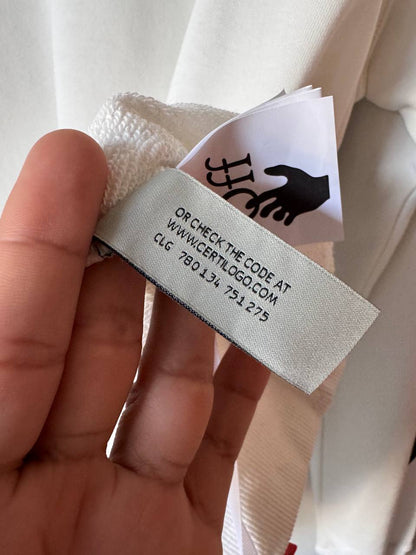 OR CHECK THE CODE AT
WWW.CERTILOGO.COM
CLG 780 134 751 275